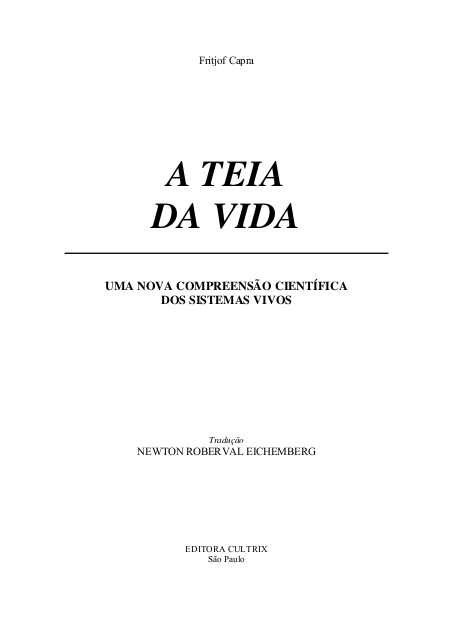 Fritjof Capra
A TEIA
DA VIDA
UMA NOVA COMPREENSÃO CIENTÍFICA
DOS SISTEMAS VIVOS
Tradução
NEWTON ROBERVAL EICHEMBERG
EDITORA CULTRIX
São Paulo